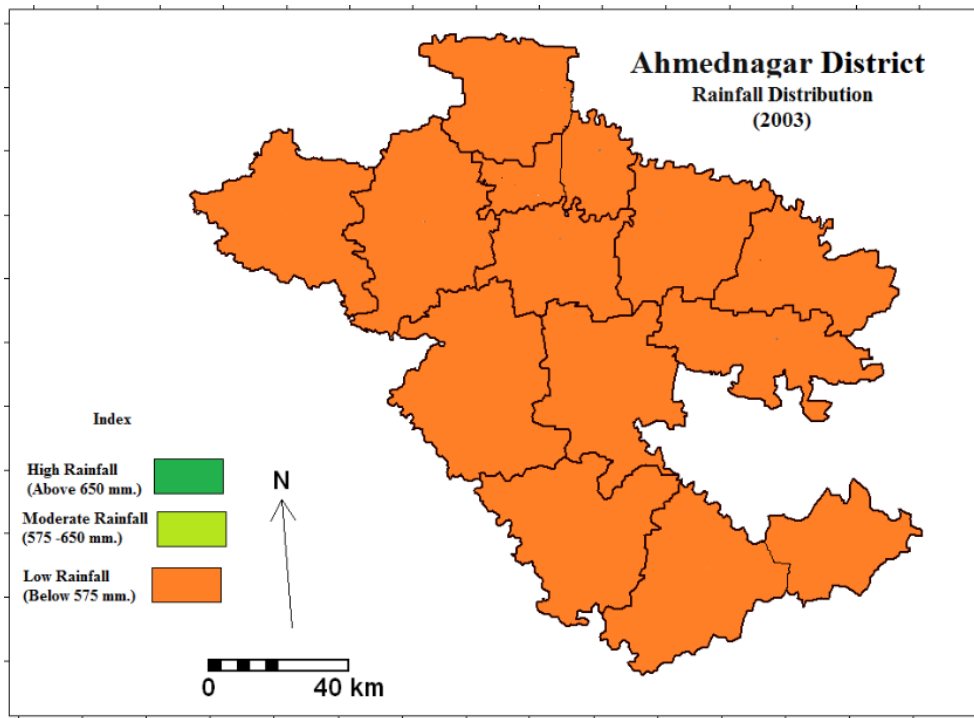 Ahmednagar District
Rainfall Distribution
(2003)
Index
High Rainfall
(Above 650 mm.)
Moderate Rainfall
(575 -650 mm.)
Low Rainfall
(Below 575 mm.)
N
0 40 km